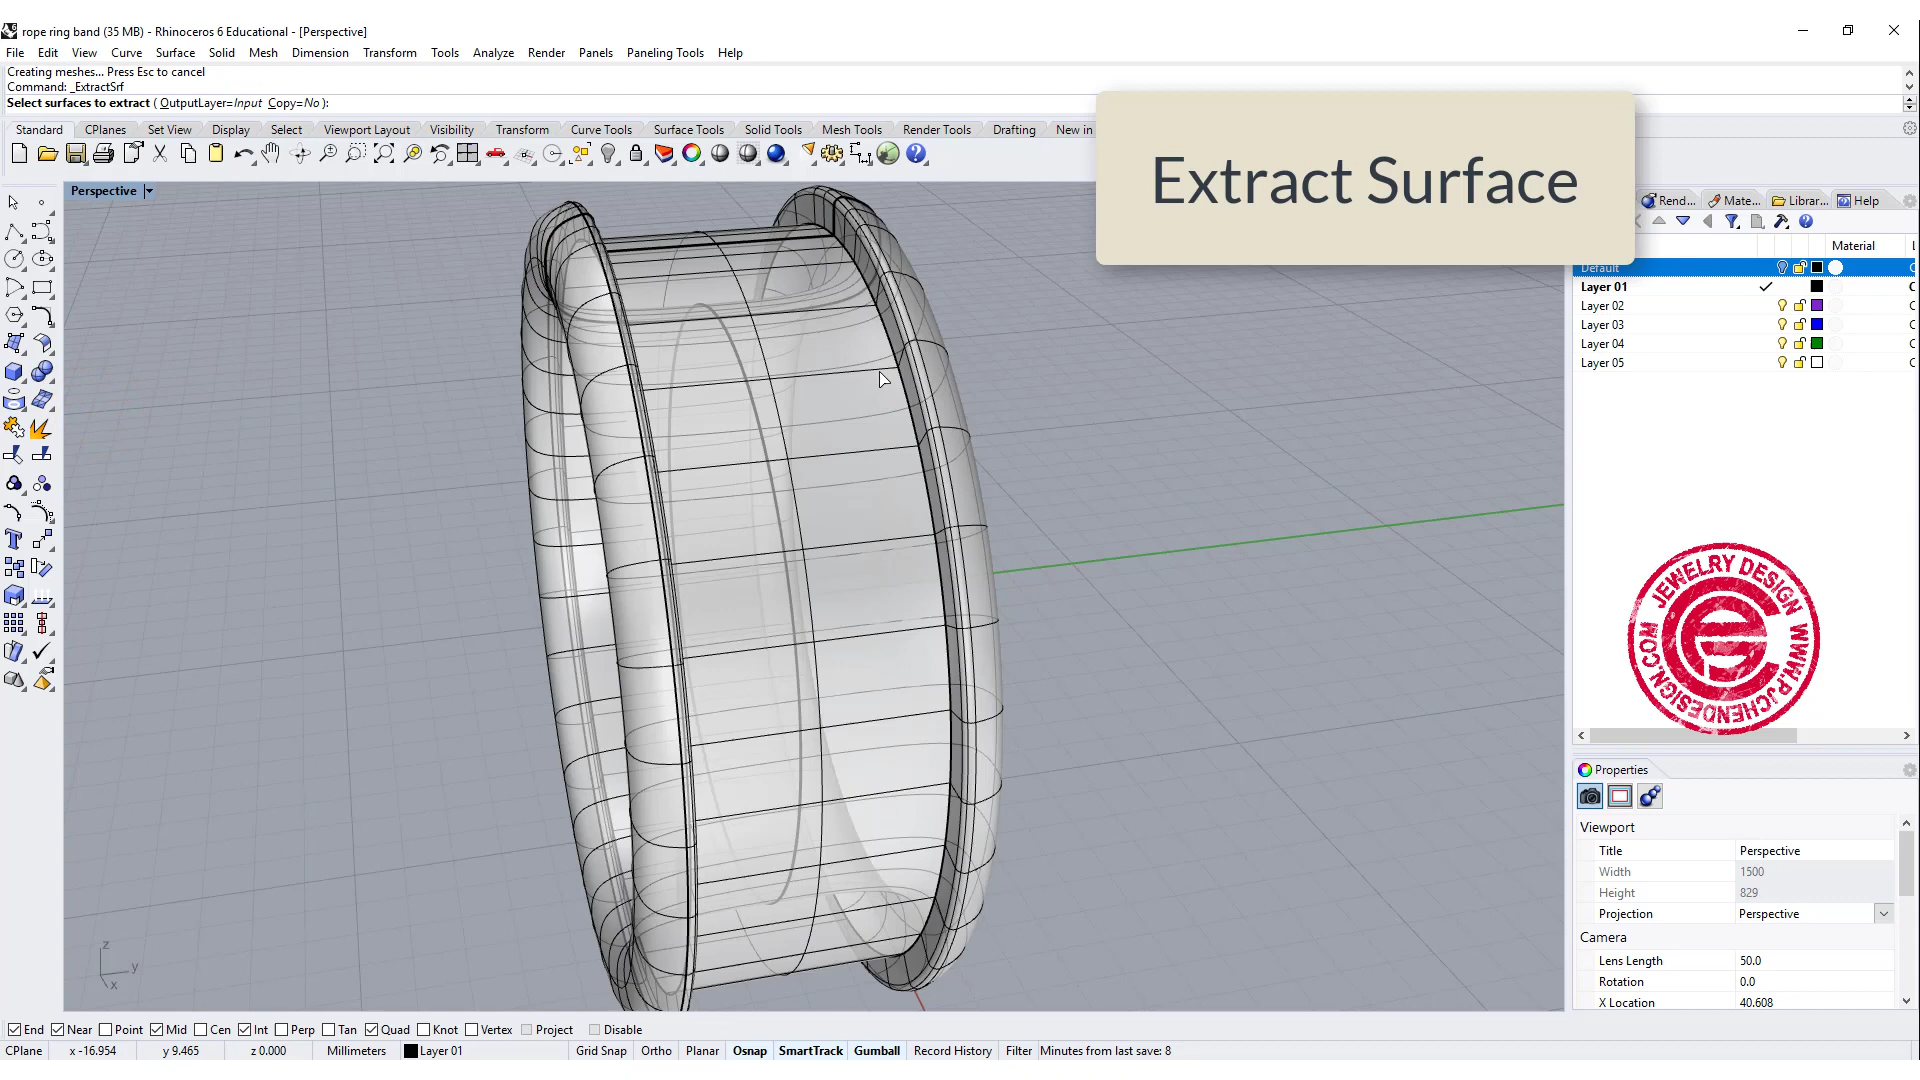 rope ring band (35 MB) - Rhinoceros 6 Educational - [Perspective]
File Edit View Curve Surface Solid Mesh Dimension Transform Tools Analyze Render Panels Paneling Tools Help
Creating meshes... Press Esc to cancel
Command: _ExtractSrf
Select surfaces to extract ( OutputLayer=Input Copy=No ):
Extract Surface
Standard CPlanes Set View Display Select Viewport Layout Visibility Transform Curve Tools Surface Tools Solid Tools Mesh Tools Render Tools Drafting New in
Perspective
Rend... Mate... Librar... Help
Material
Default
Layer 01
Layer 02
Layer 03
Layer 04
Layer 05
JEWELRY DESIGN WWW.PJCHENDESIGN.COM
Properties
Viewport
Title Perspective
Width 1500
Height 829
Projection Perspective
Camera
Lens Length 50.0
Rotation 0.0
X Location 40.608
z
y
x
End Near Point Mid Cen Int Perp Tan Quad Knot Vertex Project Disable
CPlane x -16.954 y 9.465 z 0.000 Millimeters Layer 01 Grid Snap Ortho Planar Osnap SmartTrack Gumball Record History Filter Minutes from last save: 8